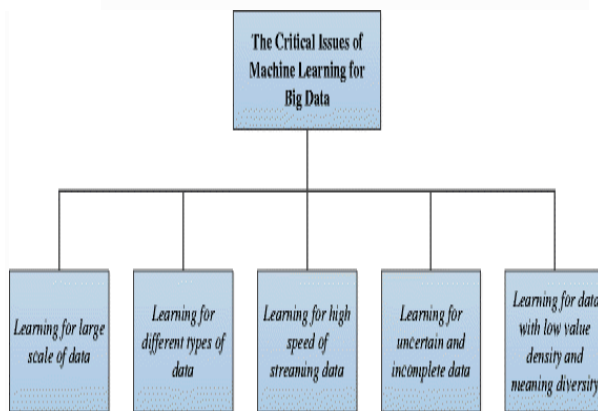 The Critical Issues of
Machine Learning for
Big Data
Learning for large
scale of data
Learning for
different types of
data
Learning for high
speed of
streaming data
Learning for
uncertain and
incomplete data
Learning for data
with low value
density and
meaning diversity